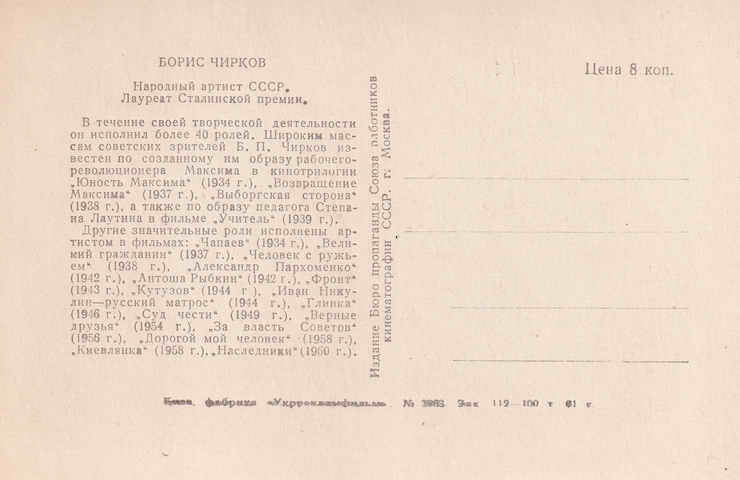 БОРИС ЧИРКОВ
Народный артист СССР.
Лауреат Сталинской премии.
В течение своей творческой деятельности
он исполнил более 40 ролей. Широким мас-
сам советских зрителей Б. П. Чирков из-
вестен по созданному им образу рабочего-
революционера Максима в кинотрилогии
„Юность Максима“ (1934 г.), „Возвращение
Максима“ (1937 г.), „Выборгская сторона“
(1938 г.), а также по образу педагога Степа-
на Лаутина в фильме „Учитель“ (1939 г.).
Другие значительные роли исполнены ар-
тистом в фильмах: „Чапаев“ (1934 г.), „Вели-
кий гражданин“ (1937 г.), „Человек с ружь-
ем“ (1938 г.), „Александр Пархоменко“
(1942 г.), „Антоша Рыбкин“ (1942 г.), „Фронт“
(1943 г.), „Кутузов“ (1944 г.), „Иван Нику-
лин—русский матрос“ (1944 г.), „Глинка“
(1946 г.), „Суд чести“ (1949 г.), „Верные
друзья“ (1954 г.), „За власть Советов“
(1956 г.), „Дорогой мой человек“ (1958 г.),
„Киевлянка“ (1958 г.), „Наследники“ (1960 г.).
Издание Бюро пропаганды Союза работников
кинематографии СССР. г. Москва.
Цена 8 коп.
фабрика «Укррекламфильм» № Зак 112—100 т 61 г.